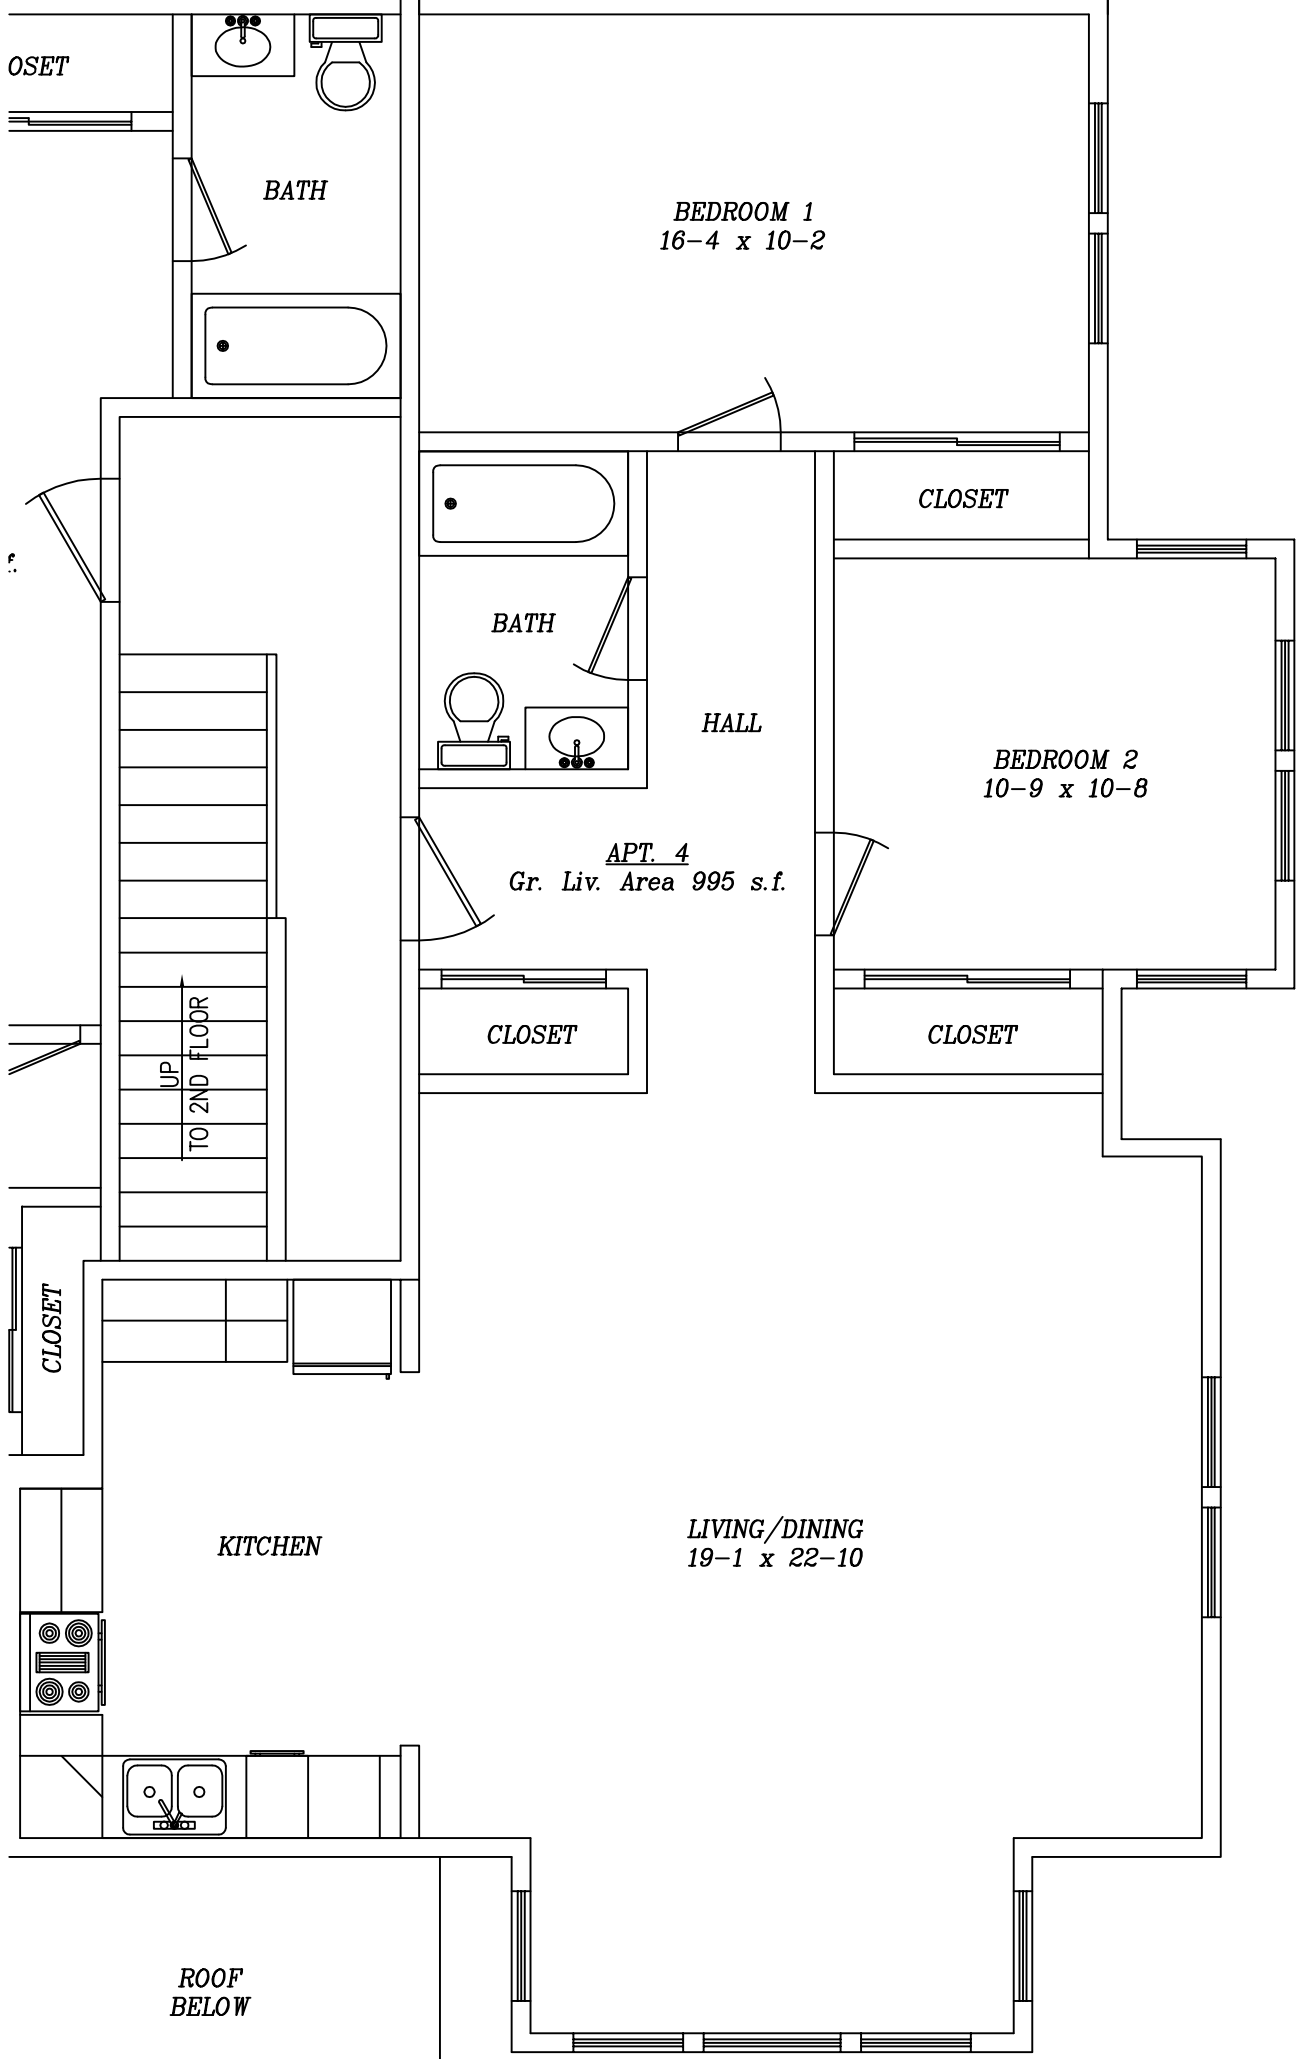 OSET
BATH
BEDROOM 1
16-4 x 10-2
CLOSET
f.
BATH
HALL
BEDROOM 2
10-9 x 10-8
APT. 4
Gr. Liv. Area 995 s.f.
CLOSET
CLOSET
UP
TO 2ND FLOOR
CLOSET
KITCHEN
LIVING/DINING
19-1 x 22-10
ROOF
BELOW